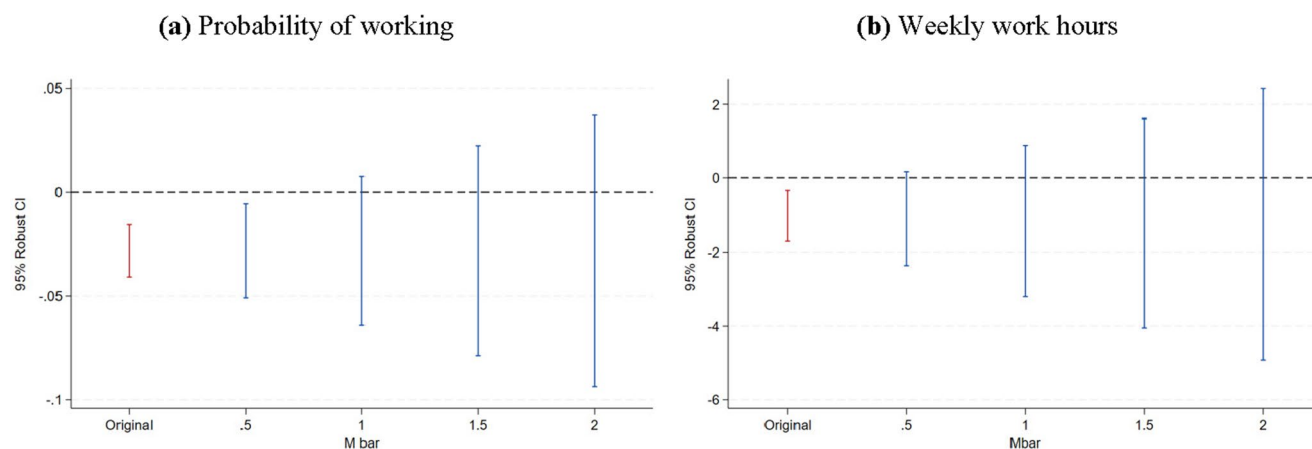 (a) Probability of working
(b) Weekly work hours
.05
0
-.05
-.1
95% Robust CI
Original .5 1 1.5 2
M bar
2
0
-2
-4
-6
95% Robust CI
Original .5 1 1.5 2
Mbar